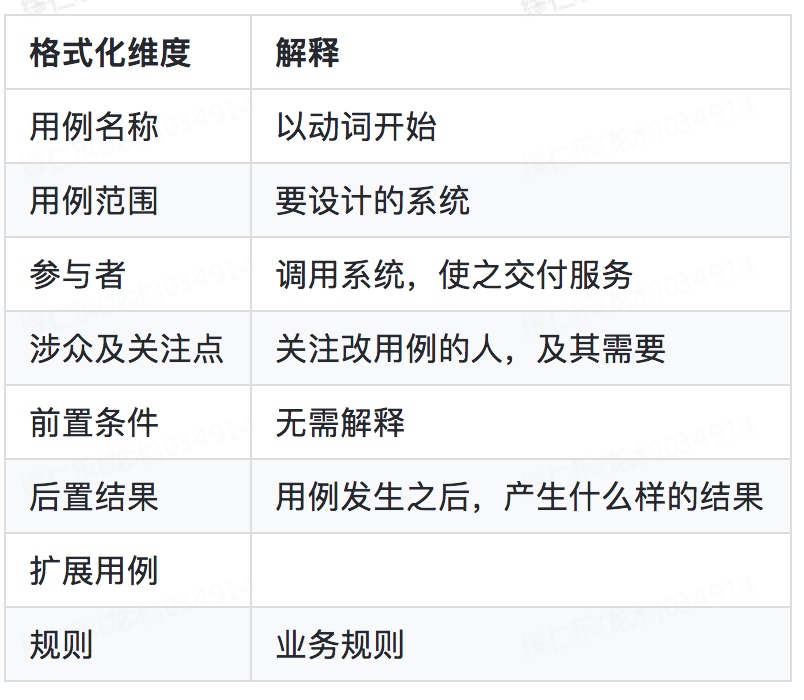 格式化维度 解释
用例名称 以动词开始
用例范围 要设计的系统
参与者 调用系统，使之交付服务
涉众及关注点 关注改用例的人，及其需要
前置条件 无需解释
后置结果 用例发生之后，产生什么样的结果
扩展用例
规则 业务规则